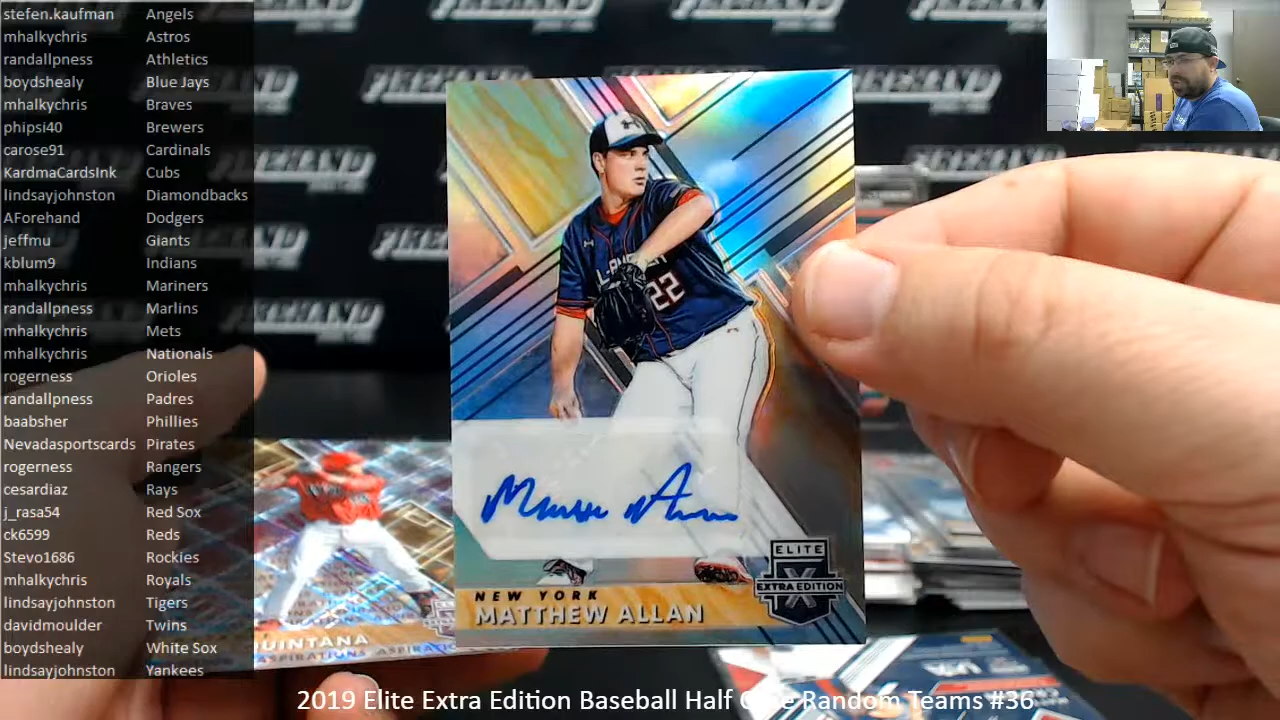 stefen.kaufman Angels
mhalkychris Astros
randallpness Athletics
boydshealy Blue Jays
mhalkychris Braves
phipsi40 Brewers
carose91 Cardinals
KardmaCardsInk Cubs
lindsayjohnston Diamondbacks
AForehand Dodgers
jeffmu Giants
kblum9 Indians
mhalkychris Mariners
randallpness Marlins
mhalkychris Mets
mhalkychris Nationals
rogerness Orioles
randallpness Padres
baabsher Phillies
Nevadasportscards Pirates
rogerness Rangers
cesardiaz Rays
j_rasa54 Red Sox
ck6599 Reds
Stevo1686 Rockies
mhalkychris Royals
lindsayjohnston Tigers
davidmoulder Twins
boydshealy White Sox
lindsayjohnston Yankees
22
ELITE
X
EXTRA EDITION
NEW YORK
MATTHEW ALLAN
QUINTANA
ASPIRATIONS
2019 Elite Extra Edition Baseball Half Case Random Teams #36